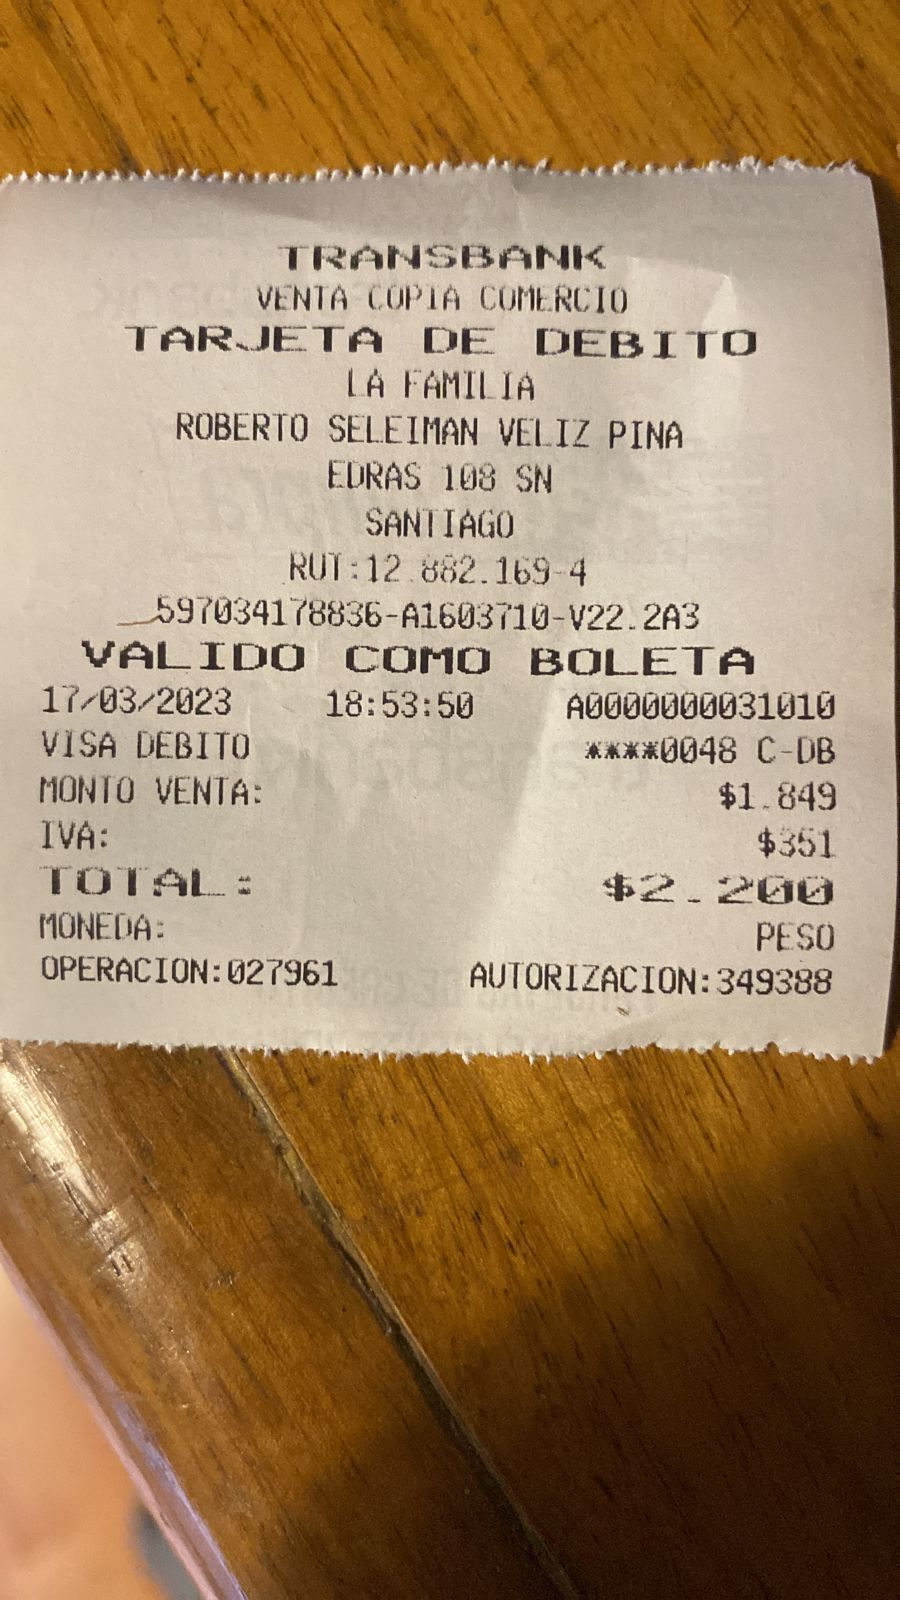 TRANSBANK
VENTA COPIA COMERCIO
TARJETA DE DEBITO
LA FAMILIA
ROBERTO SELEIMAN VELIZ PINA
EDRAS 108 SN
SANTIAGO
RUT:12.882.169-4
597034178836-A1603710-V22.2A3
VALIDO COMO BOLETA
17/03/2023 18:53:50 A0000000031010
VISA DEBITO ****0048 C-DB
MONTO VENTA: $1.849
IVA: $351
TOTAL: $2.200
MONEDA: PESO
OPERACION:027961 AUTORIZACION:349388